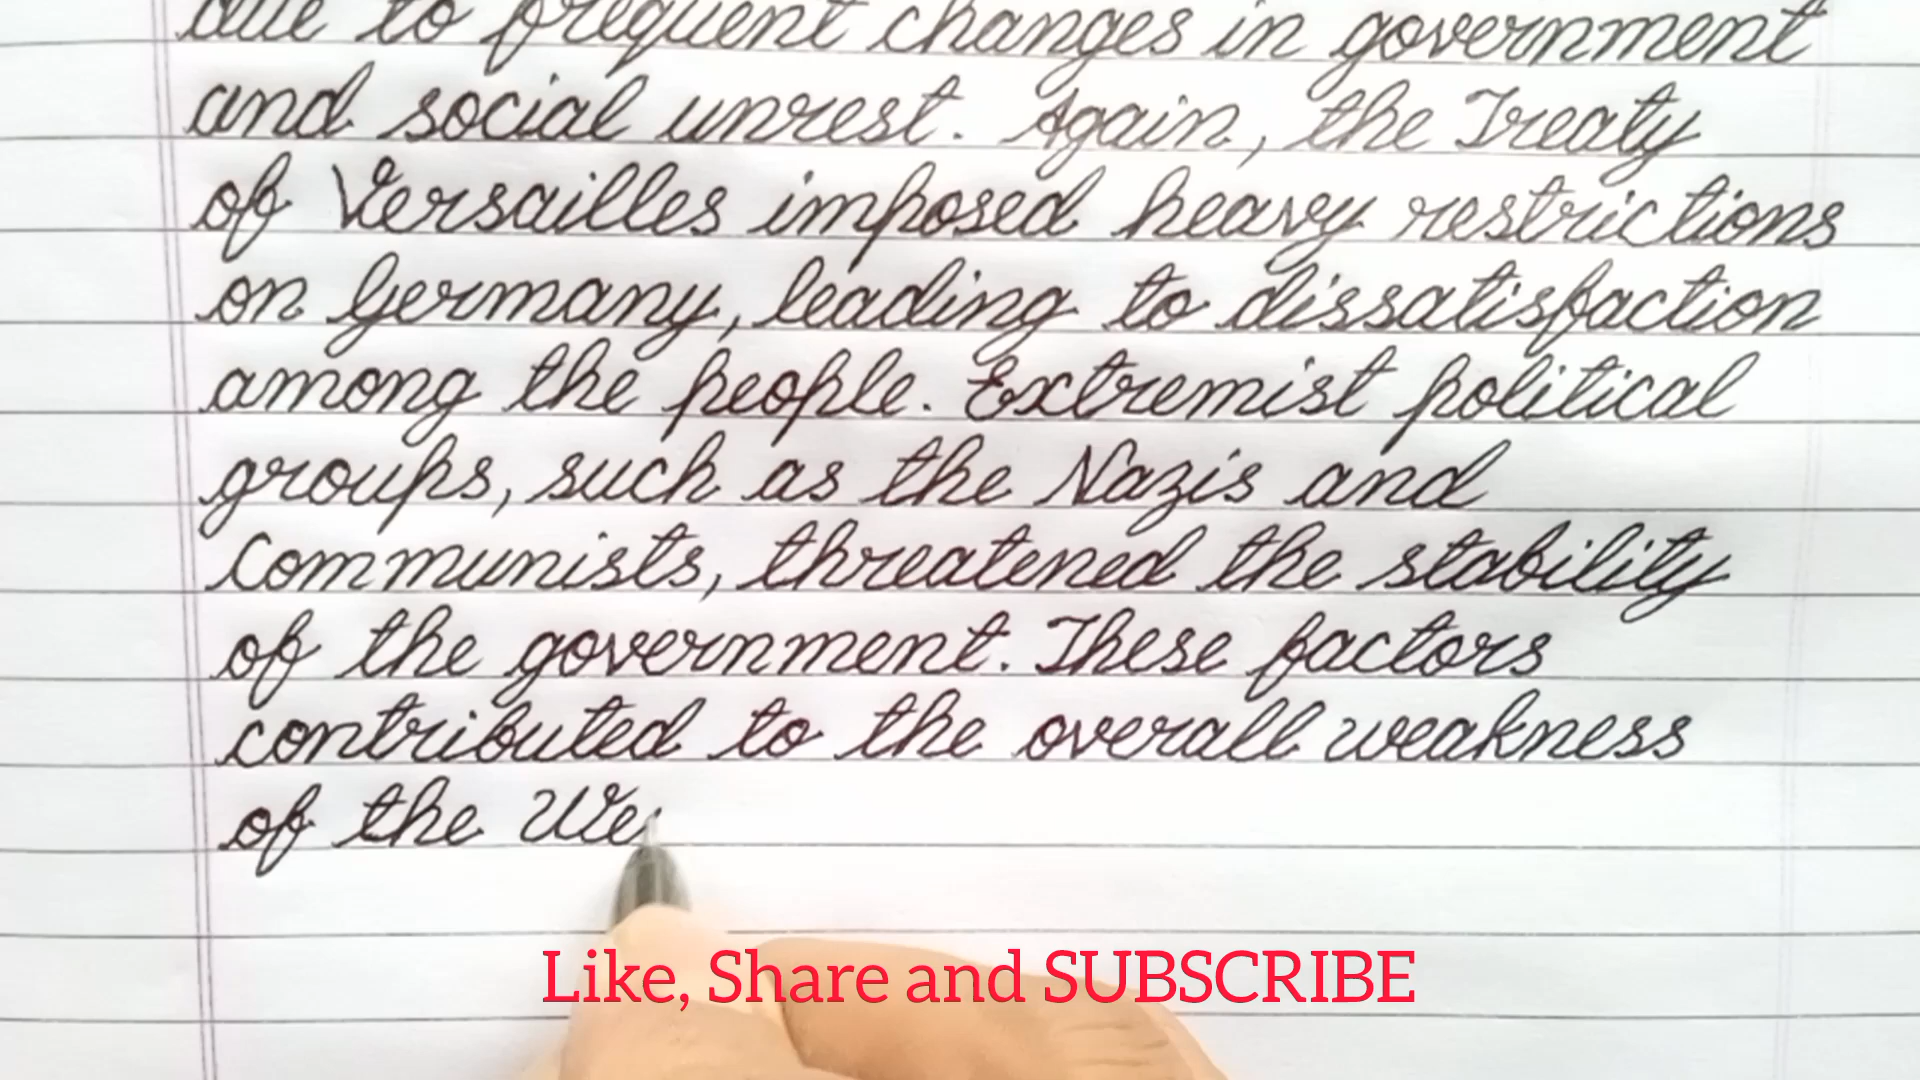 due to frequent changes in government
and social unrest. Again, the Treaty
of Versailles imposed heavy restrictions
on Germany, leading to dissatisfaction
among the people. Extremist political
groups, such as the Nazis and
Communists, threatened the stability
of the government. These factors
contributed to the overall weakness
of the We
Like, Share and SUBSCRIBE